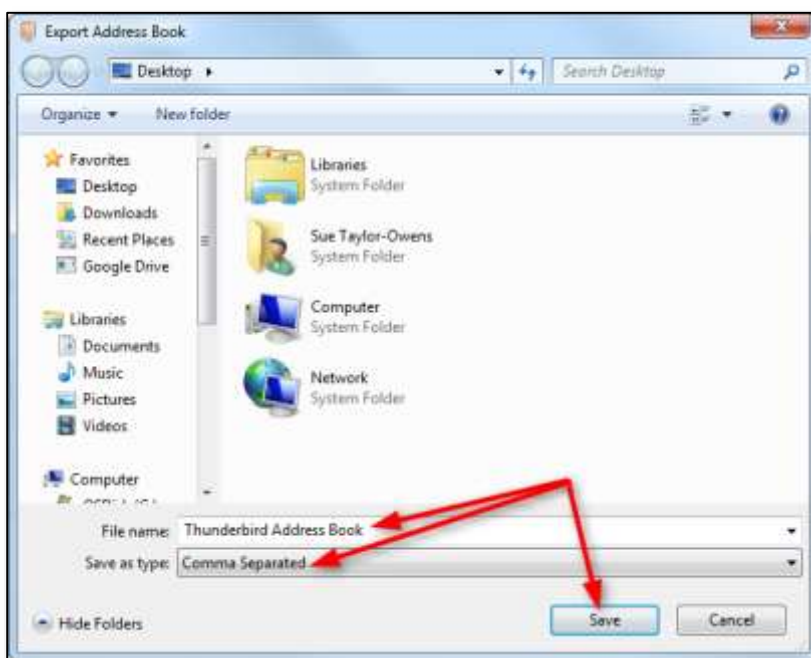 Export Address Book
Desktop
Search Desktop
Organize
New folder
Favorites
Desktop
Downloads
Recent Places
Google Drive
Libraries
Documents
Music
Pictures
Videos
Computer
Libraries
System Folder
Sue Taylor-Owens
System Folder
Computer
System Folder
Network
System Folder
File name: Thunderbird Address Book
Save as type: Comma Separated
Hide Folders
Save
Cancel